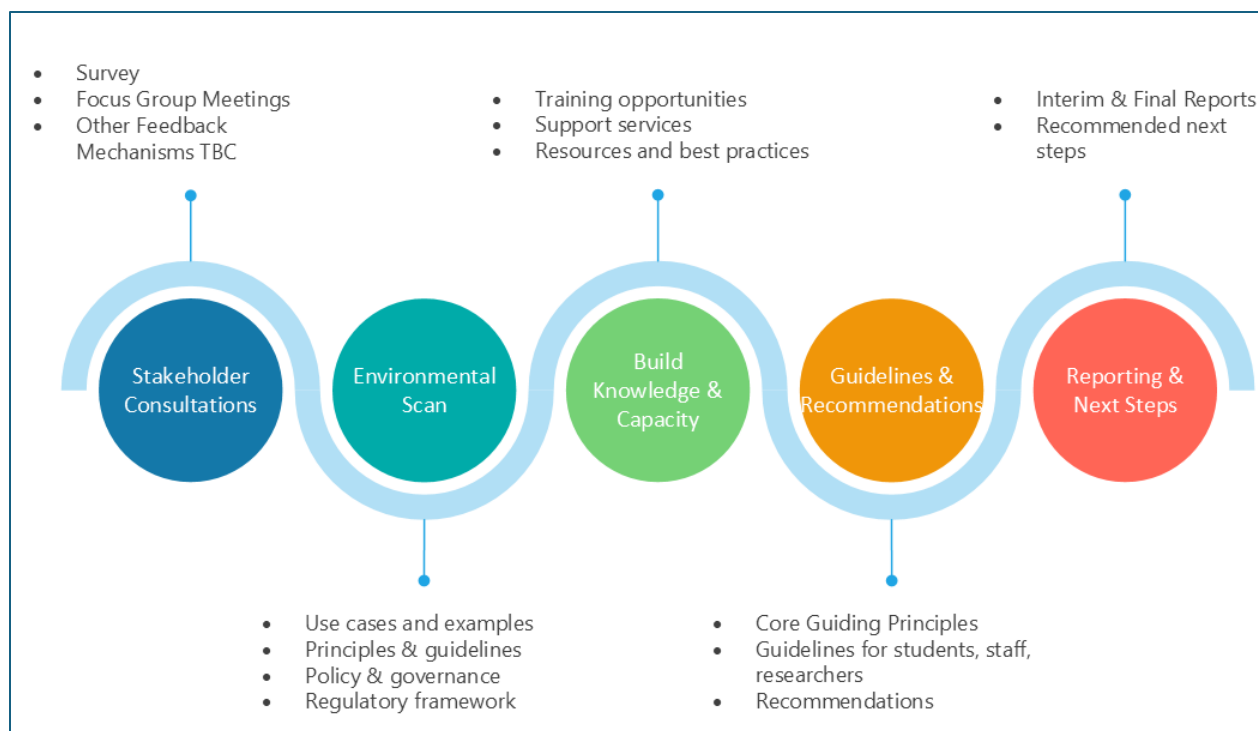 • Survey
• Focus Group Meetings
• Other Feedback
Mechanisms TBC
• Training opportunities
• Support services
• Resources and best practices
• Interim & Final Reports
• Recommended next
steps
Stakeholder
Consultations
Environmental
Scan
Build
Knowledge &
Capacity
Guidelines &
Recommendations
Reporting &
Next Steps
• Use cases and examples
• Principles & guidelines
• Policy & governance
• Regulatory framework
• Core Guiding Principles
• Guidelines for students, staff,
researchers
• Recommendations